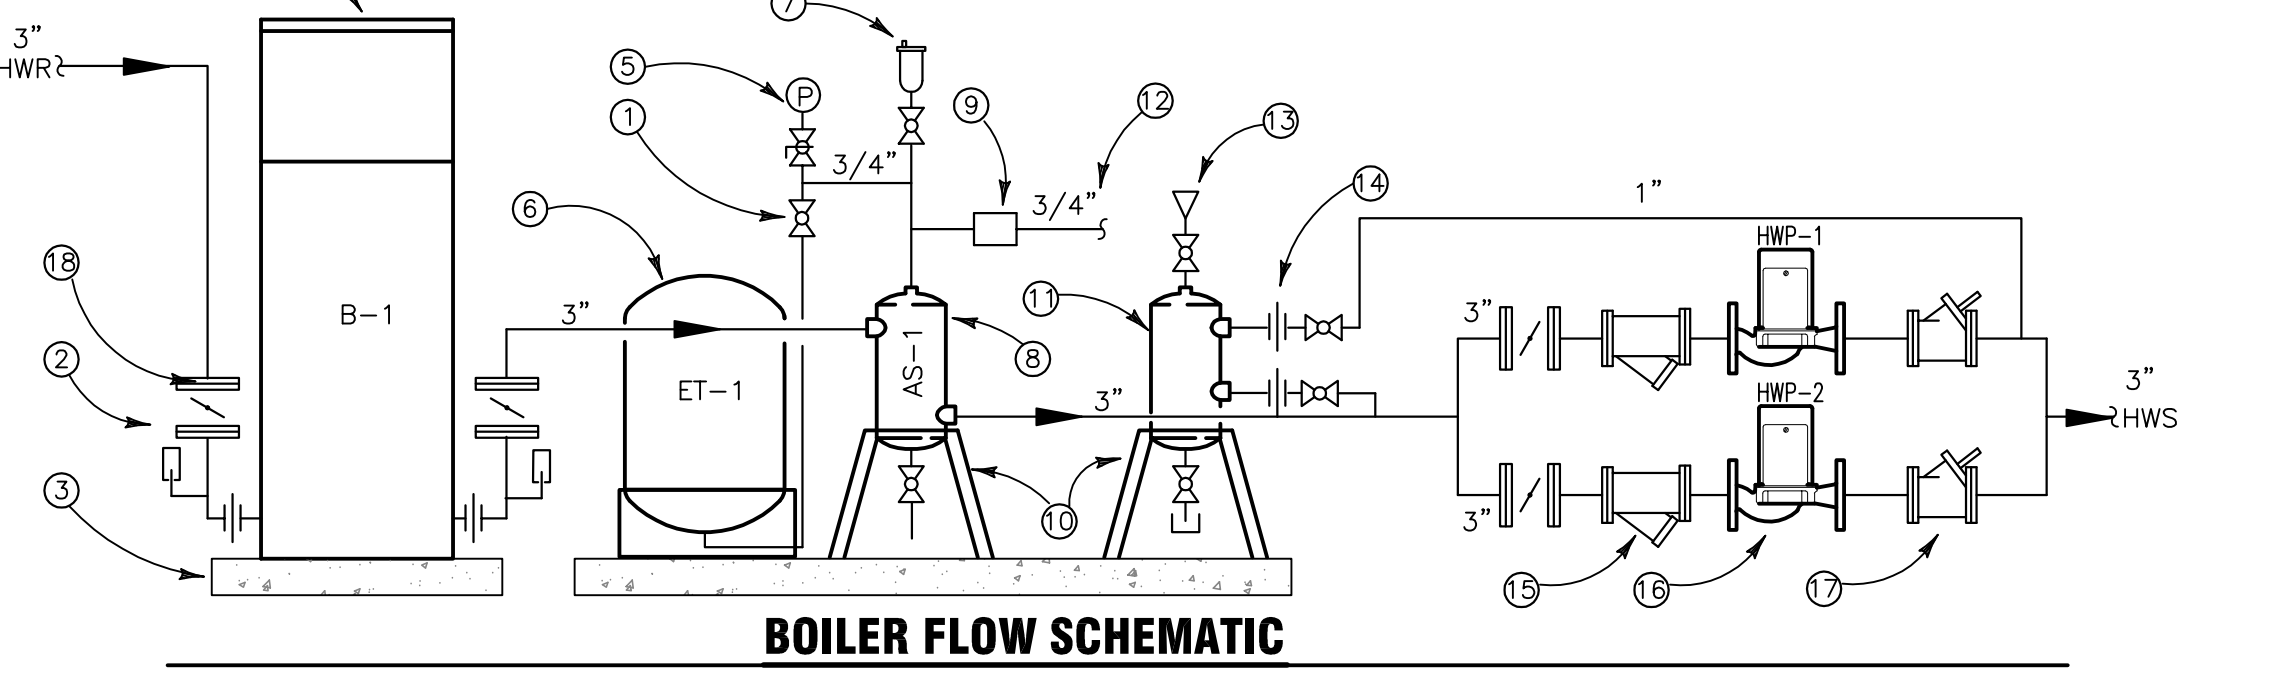 7
3”
HWR
5
P
1
9
12
13
3/4”
14
3/4”
1”
6
HWP-1
18
B-1
3”
11
3”
AS-1
8
2
ET-1
3”
HWP-2
3”
HWS
3
10
3”
15
16
17
BOILER FLOW SCHEMATIC